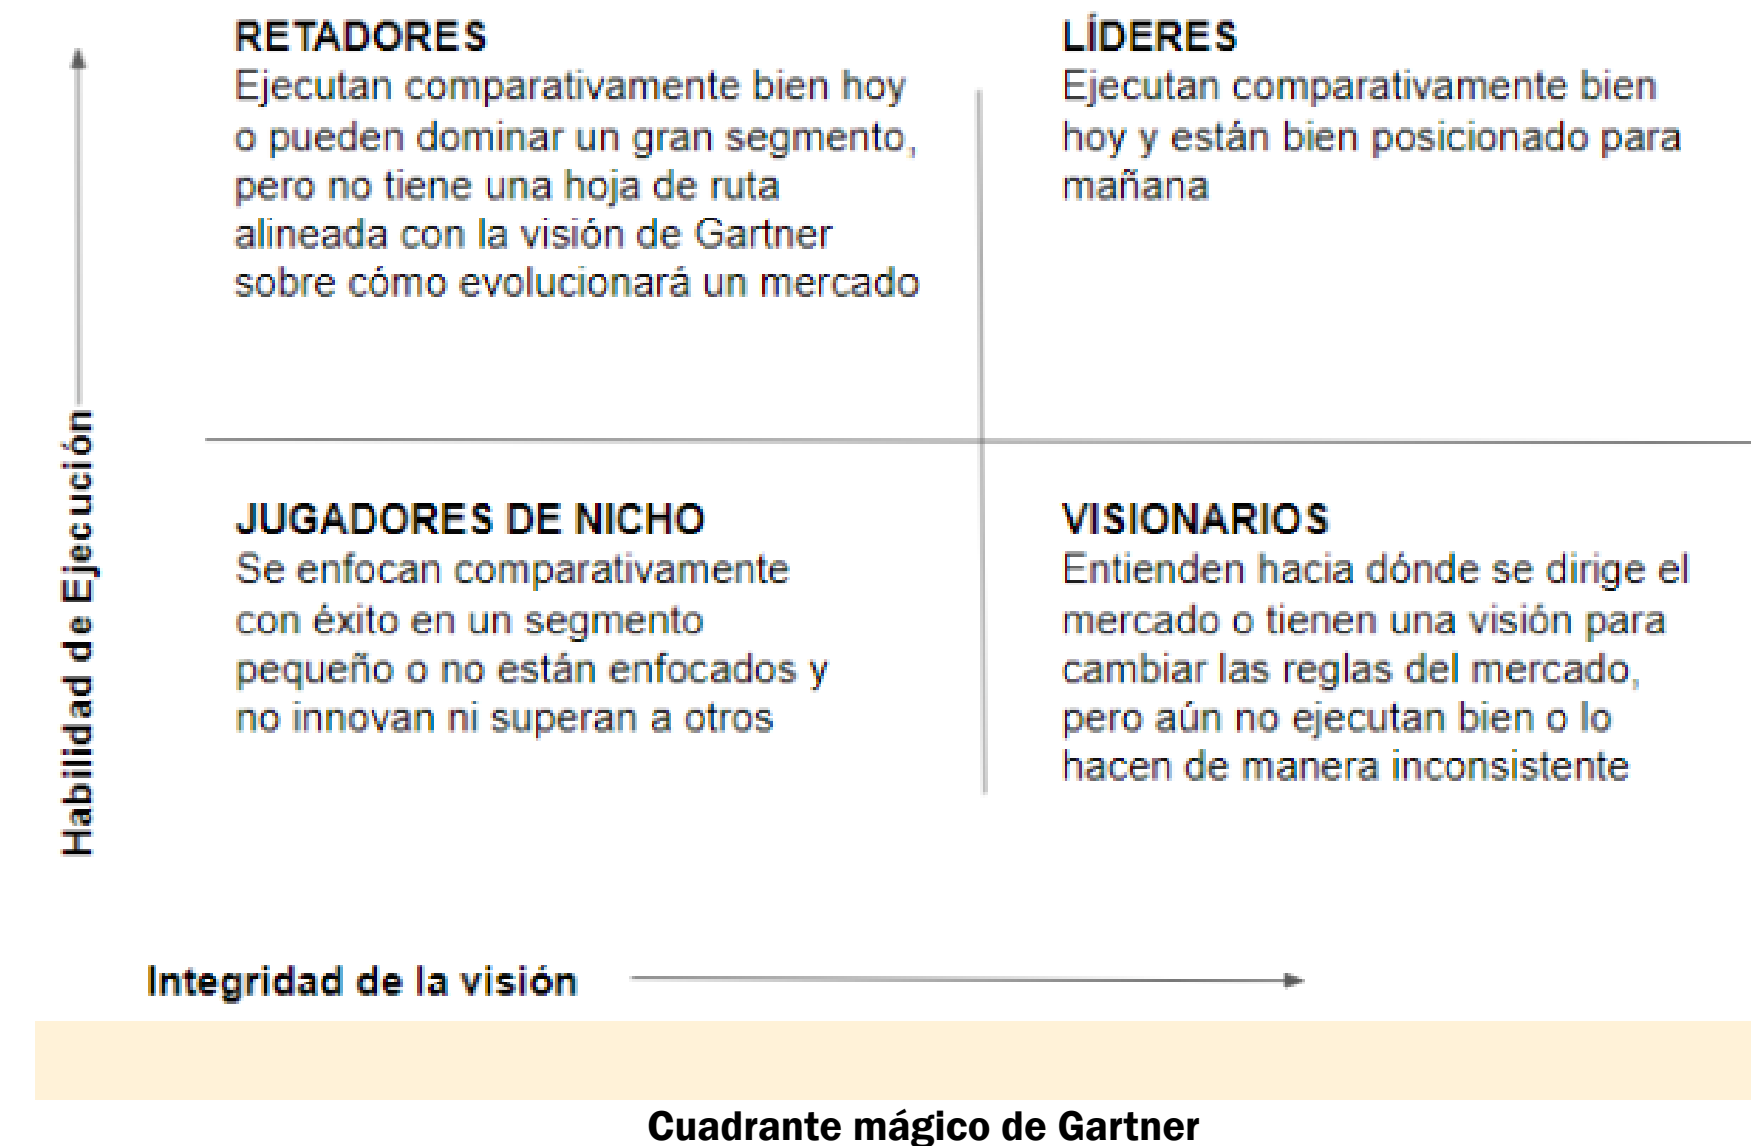 RETADORES
Ejecutan comparativamente bien hoy
o pueden dominar un gran segmento,
pero no tiene una hoja de ruta
alineada con la visión de Gartner
sobre cómo evolucionará un mercado
LÍDERES
Ejecutan comparativamente bien
hoy y están bien posicionado para
mañana
Habilidad de Ejecución
JUGADORES DE NICHO
Se enfocan comparativamente
con éxito en un segmento
pequeño o no están enfocados y
no innovan ni superan a otros
VISIONARIOS
Entienden hacia dónde se dirige el
mercado o tienen una visión para
cambiar las reglas del mercado,
pero aún no ejecutan bien o lo
hacen de manera inconsistente
Integridad de la visión
Cuadrante mágico de Gartner